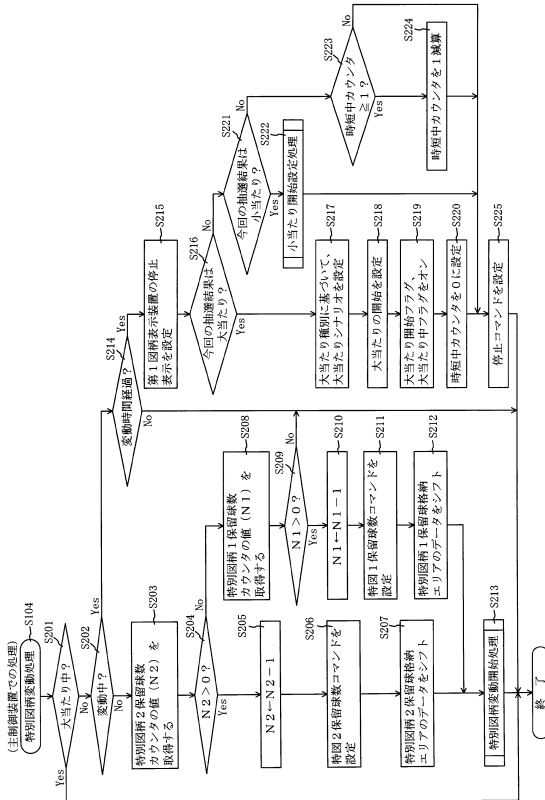 (主制御装置での処理)
特別図柄変動処理
S104
大当たり中?
S201
Yes
No
変動中?
S202
Yes
No
特別図柄2保留球数
カウンタの値(N2)を
取得する
S203
N2>0?
S204
No
Yes
N2←N2-1
S205
特図2保留球数コマンドを
設定
S206
特別図柄2保留球格納
エリアのデータをシフト
S207
特別図柄1保留球数
カウンタの値(N1)を
取得する
S208
N1>0?
S209
No
Yes
N1←N1-1
S210
特図1保留球数コマンドを
設定
S211
特別図柄1保留球格納
エリアのデータをシフト
S212
特別図柄変動開始処理
S213
変動時間経過?
S214
Yes
No
第1図柄表示装置の停止
表示を設定
S215
今回の抽選結果は
大当たり?
S216
No
Yes
大当たり種別に基づいて、
大当たりシナリオを設定
S217
大当たりの開始を設定
S218
大当たり開始フラグ、
大当たり中フラグをオン
S219
時短中カウンタを0に設定
S220
今回の抽選結果は
小当たり?
S221
No
Yes
小当たり開始設定処理
S222
時短中カウンタ
≧1?
S223
No
Yes
時短中カウンタを1減算
S224
停止コマンドを設定
S225
終了